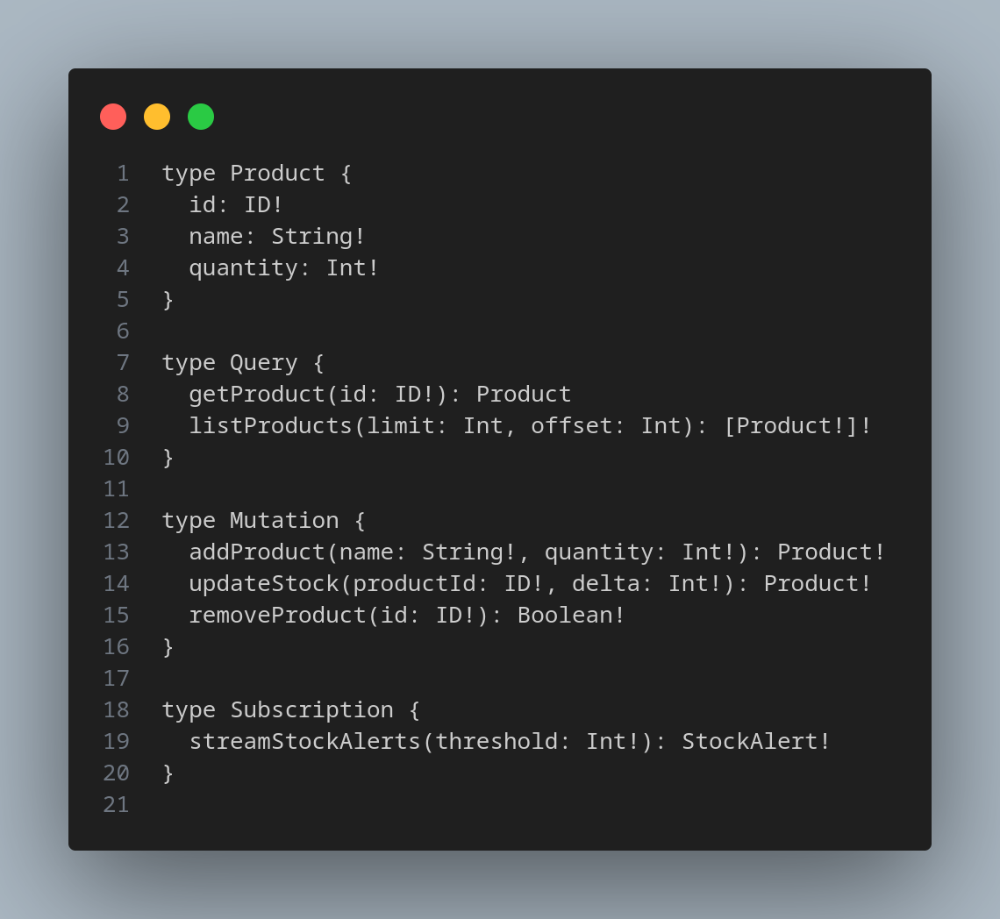 1 type Product {
2   id: ID!
3   name: String!
4   quantity: Int!
5 }
6
7 type Query {
8   getProduct(id: ID!): Product
9   listProducts(limit: Int, offset: Int): [Product!]!
10 }
11
12 type Mutation {
13   addProduct(name: String!, quantity: Int!): Product!
14   updateStock(productId: ID!, delta: Int!): Product!
15   removeProduct(id: ID!): Boolean!
16 }
17
18 type Subscription {
19   streamStockAlerts(threshold: Int!): StockAlert!
20 }
21